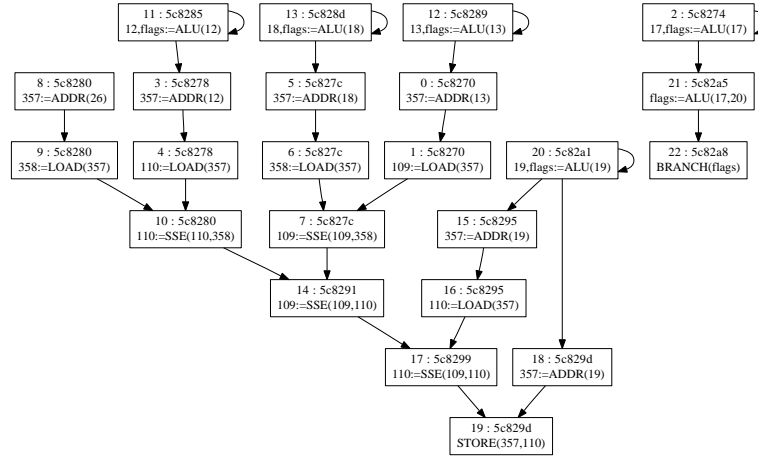 11 : 5c8285
12,flags:=ALU(12)
13 : 5c828d
18,flags:=ALU(18)
12 : 5c8289
13,flags:=ALU(13)
2 : 5c8274
17,flags:=ALU(17)
8 : 5c8280
357:=ADDR(26)
3 : 5c8278
357:=ADDR(12)
5 : 5c827c
357:=ADDR(18)
0 : 5c8270
357:=ADDR(13)
21 : 5c82a5
flags:=ALU(17,20)
9 : 5c8280
358:=LOAD(357)
4 : 5c8278
110:=LOAD(357)
6 : 5c827c
358:=LOAD(357)
1 : 5c8270
109:=LOAD(357)
20 : 5c82a1
19,flags:=ALU(19)
22 : 5c82a8
BRANCH(flags)
10 : 5c8280
110:=SSE(110,358)
7 : 5c827c
109:=SSE(109,358)
15 : 5c8295
357:=ADDR(19)
14 : 5c8291
109:=SSE(109,110)
16 : 5c8295
110:=LOAD(357)
17 : 5c8299
110:=SSE(109,110)
18 : 5c829d
357:=ADDR(19)
19 : 5c829d
STORE(357,110)